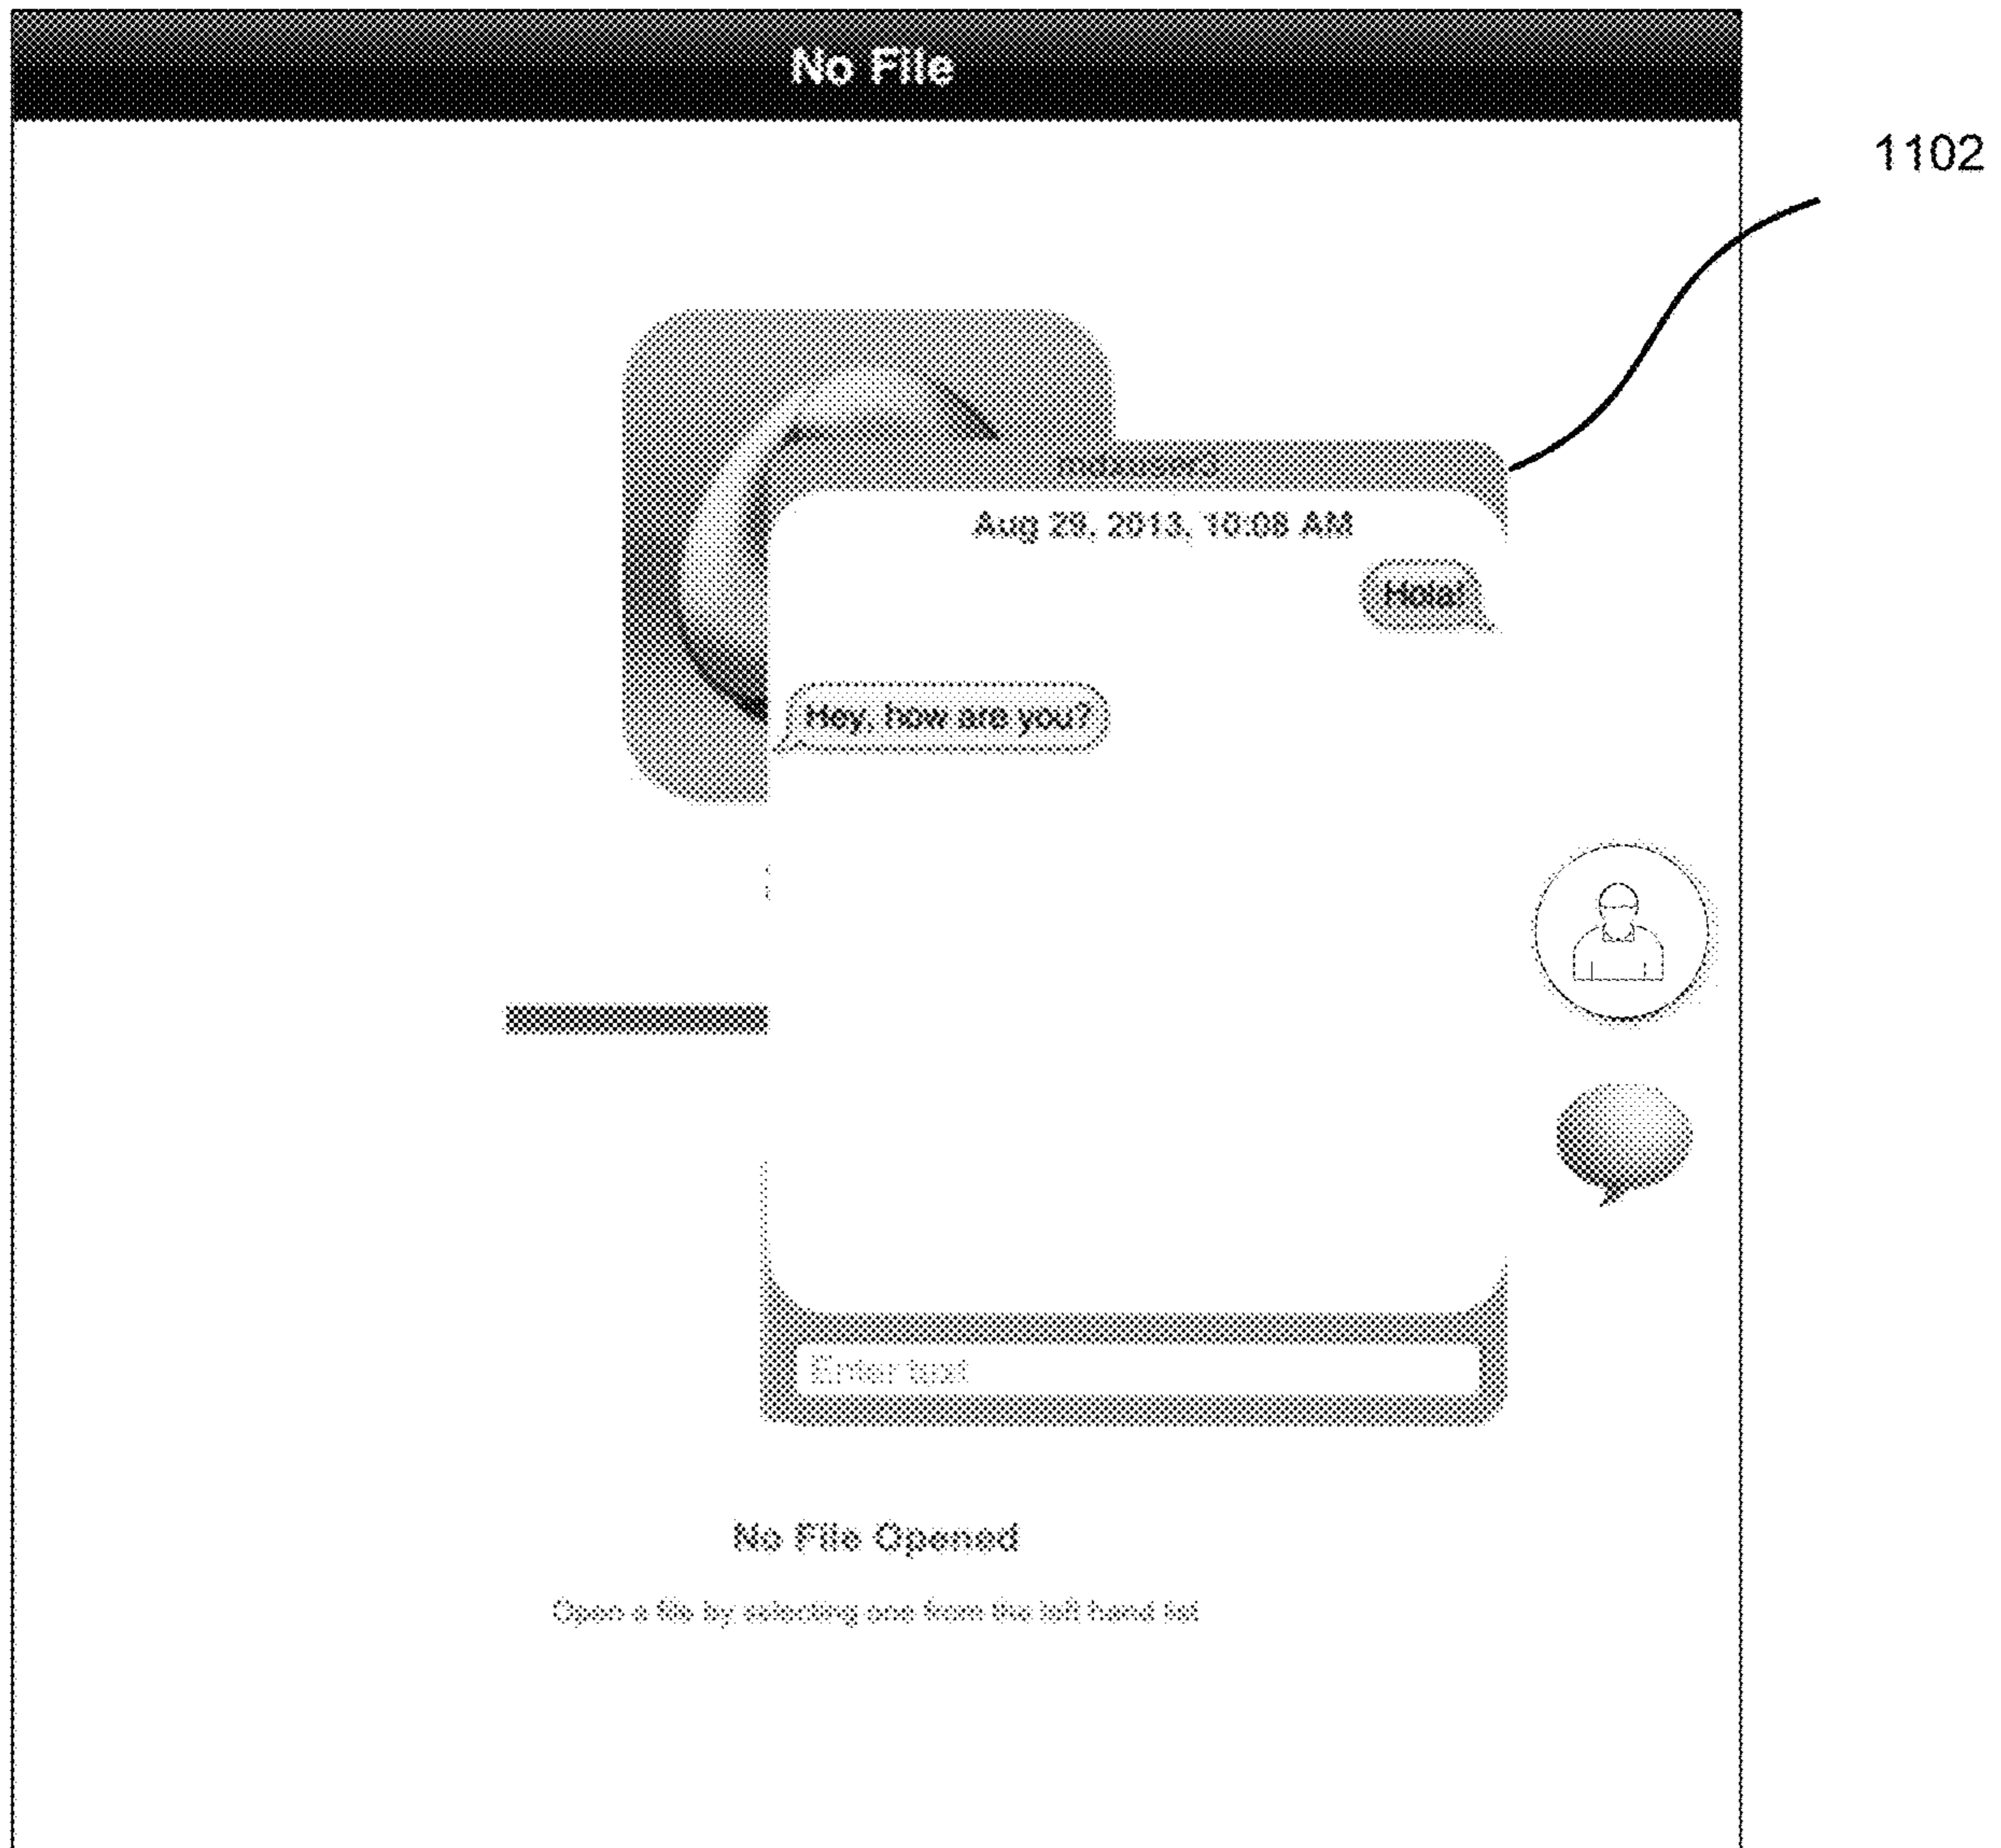 No File
1102
Aug 29, 2013, 10:08 AM
Hola!
Hey, how are you?
Enter text
No File Opened
Open a file by selecting one from the left hand list